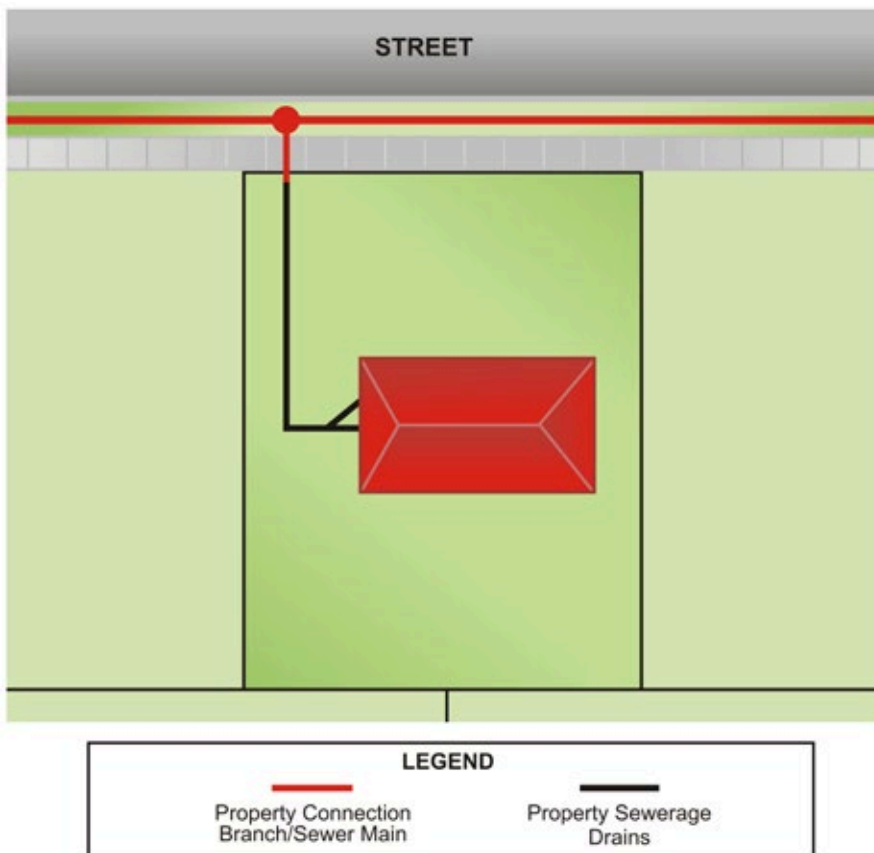 STREET
LEGEND
Property Connection
Branch/Sewer Main
Property Sewerage
Drains